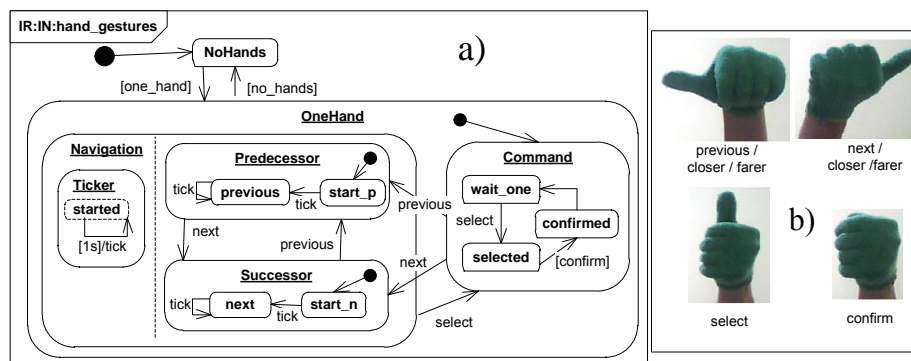 IR:IN:hand_gestures
a)
NoHands
[one_hand]
[no_hands]
OneHand
Navigation
Ticker
started
[1s]/tick
Predecessor
tick
previous
tick
start_p
next
previous
Successor
tick
next
tick
start_n
previous
next
select
Command
wait_one
select
confirmed
selected
[confirm]
previous /
closer / farer
next /
closer /farer
b)
select
confirm